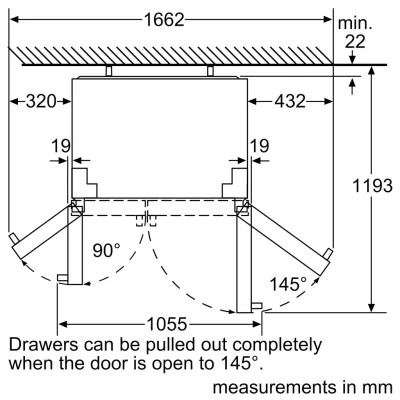 1662
min.
22
320
432
19
19
1193
90°
145°
1055
Drawers can be pulled out completely
when the door is open to 145°.
measurements in mm